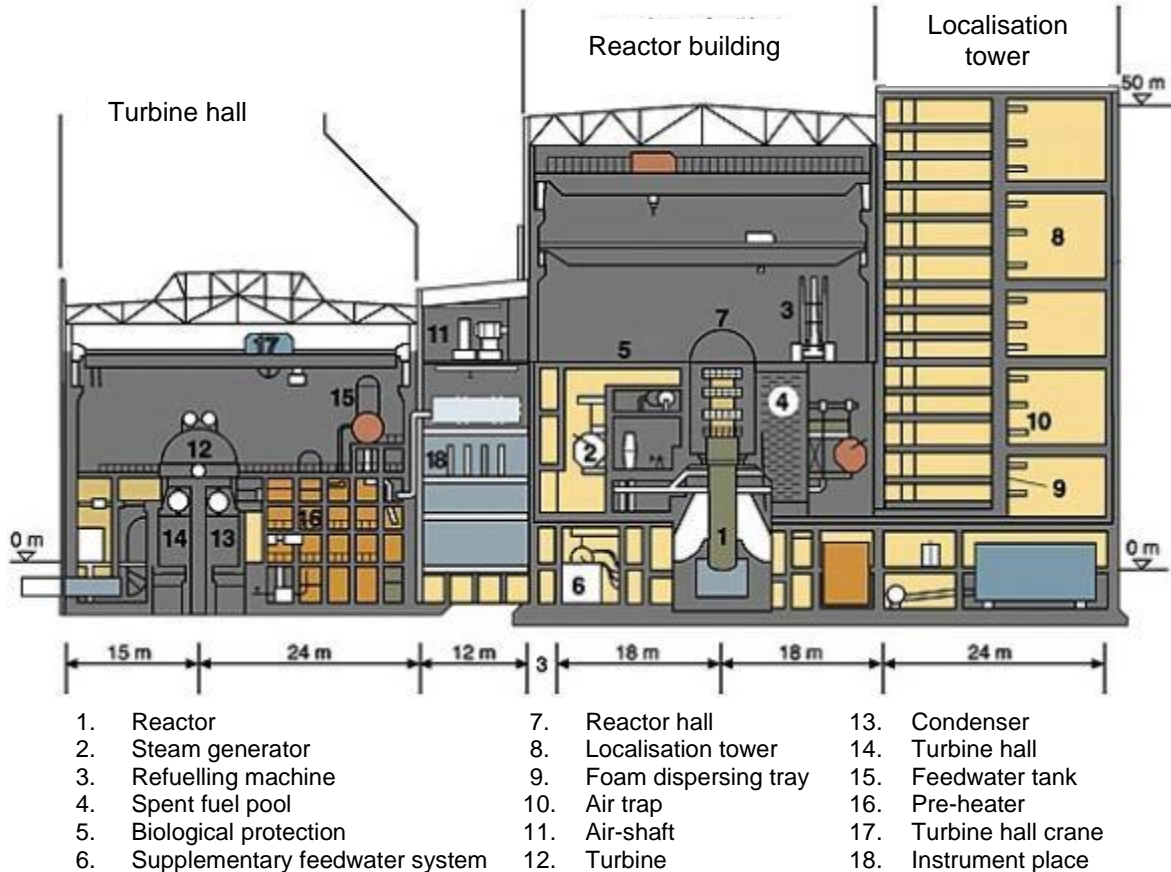 Reactor building
Localisation
tower
Turbine hall
50 m
8
3
7
11
5
17
15
4
12
2
18
10
16
9
14
13
0 m
1
0 m
6
15 m
24 m
12 m
3
18 m
18 m
24 m
1. Reactor
2. Steam generator
3. Refuelling machine
4. Spent fuel pool
5. Biological protection
6. Supplementary feedwater system
7. Reactor hall
8. Localisation tower
9. Foam dispersing tray
10. Air trap
11. Air-shaft
12. Turbine
13. Condenser
14. Turbine hall
15. Feedwater tank
16. Pre-heater
17. Turbine hall crane
18. Instrument place